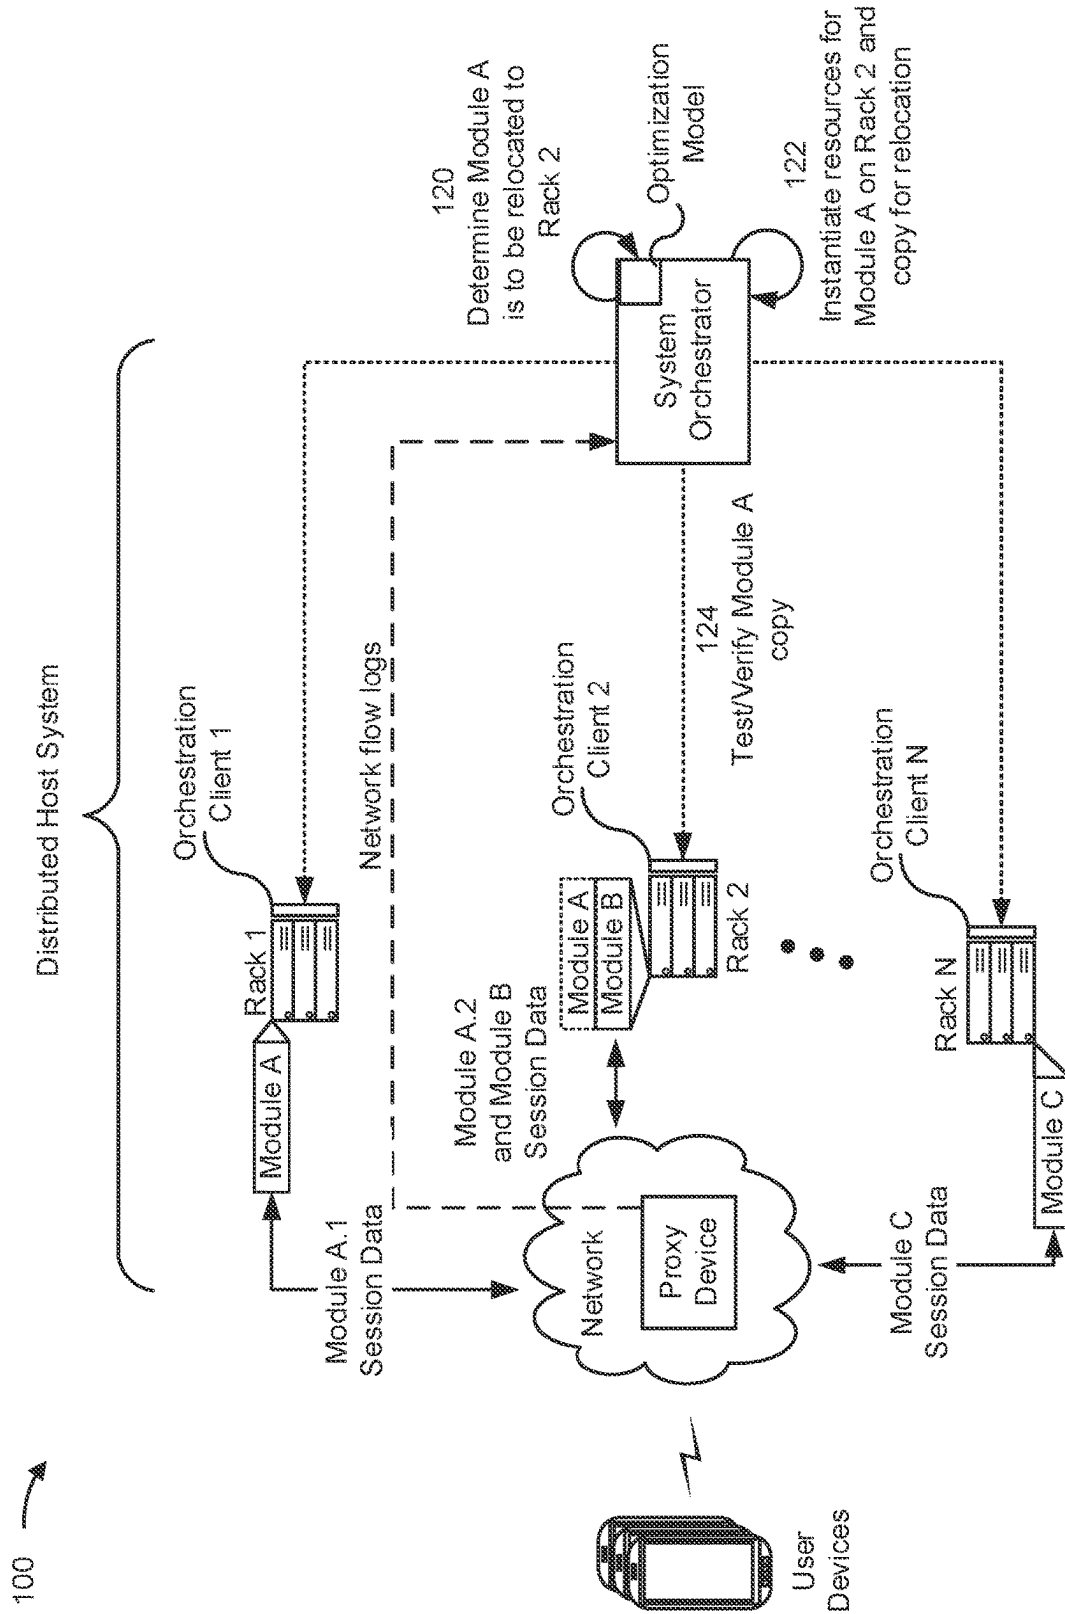 100
Distributed Host System
Orchestration
Client 1
Rack 1
Module A
Module A.1
Session Data
Network flow logs
120
Determine Module A
is to be relocated to
Rack 2
Optimization
Model
System
Orchestrator
122
Instantiate resources for
Module A on Rack 2 and
copy for relocation
124
Test/Verify Module A
copy
Orchestration
Client 2
Module A
Module B
Rack 2
Module A.2
and Module B
Session Data
Network
Proxy
Device
User
Devices
Module C
Session Data
Orchestration
Client N
Rack N
Module C